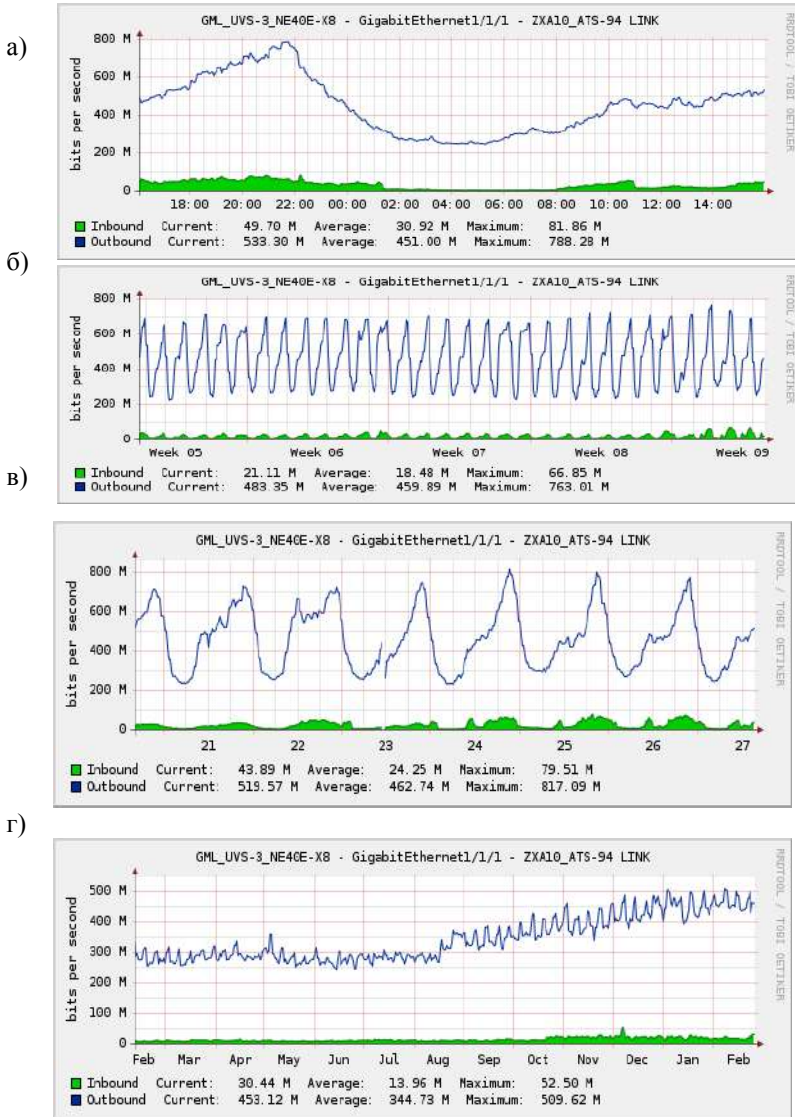 а)
GML_UVS-3_NE40E-X8 - GigabitEthernet1/1/1 - ZXA10_ATS-94 LINK
RRDTOOL / TOBI OETIKER
bits per second
800 M
600 M
400 M
200 M
0
18:00 20:00 22:00 00:00 02:00 04:00 06:00 08:00 10:00 12:00 14:00
Inbound Current: 49.70 M Average: 30.92 M Maximum: 81.86 M
Outbound Current: 533.30 M Average: 451.00 M Maximum: 788.28 M
б)
GML_UVS-3_NE40E-X8 - GigabitEthernet1/1/1 - ZXA10_ATS-94 LINK
RRDTOOL / TOBI OETIKER
bits per second
800 M
600 M
400 M
200 M
0
Week 05 Week 06 Week 07 Week 08 Week 09
Inbound Current: 21.11 M Average: 18.48 M Maximum: 66.85 M
Outbound Current: 483.35 M Average: 459.89 M Maximum: 763.01 M
в)
GML_UVS-3_NE40E-X8 - GigabitEthernet1/1/1 - ZXA10_ATS-94 LINK
RRDTOOL / TOBI OETIKER
bits per second
800 M
600 M
400 M
200 M
0
21 22 23 24 25 26 27
Inbound Current: 43.89 M Average: 24.25 M Maximum: 79.51 M
Outbound Current: 519.57 M Average: 462.74 M Maximum: 817.09 M
г)
GML_UVS-3_NE40E-X8 - GigabitEthernet1/1/1 - ZXA10_ATS-94 LINK
RRDTOOL / TOBI OETIKER
bits per second
500 M
400 M
300 M
200 M
100 M
0
Feb Mar Apr May Jun Jul Aug Sep Oct Nov Dec Jan Feb
Inbound Current: 30.44 M Average: 13.96 M Maximum: 52.50 M
Outbound Current: 453.12 M Average: 344.73 M Maximum: 509.62 M